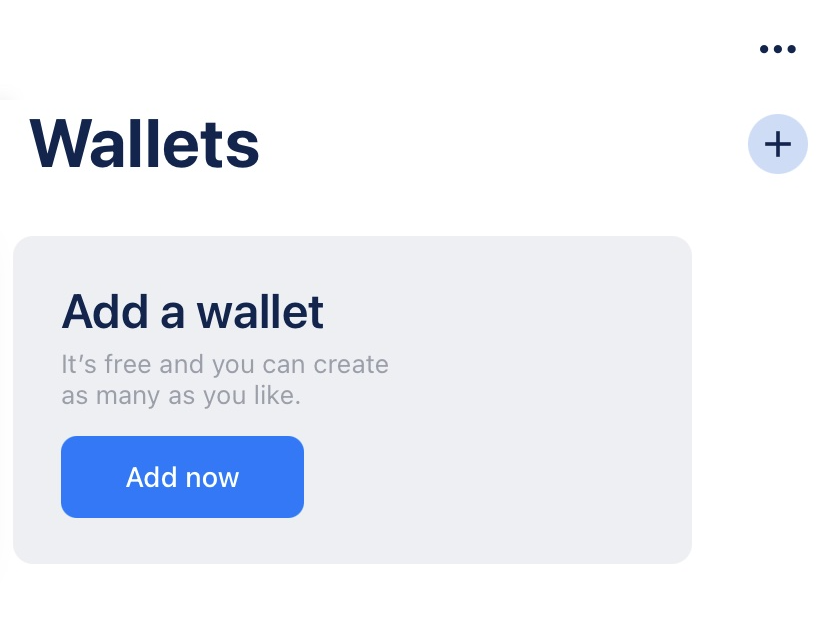 Wallets
Add a wallet
It’s free and you can create
as many as you like.
Add now